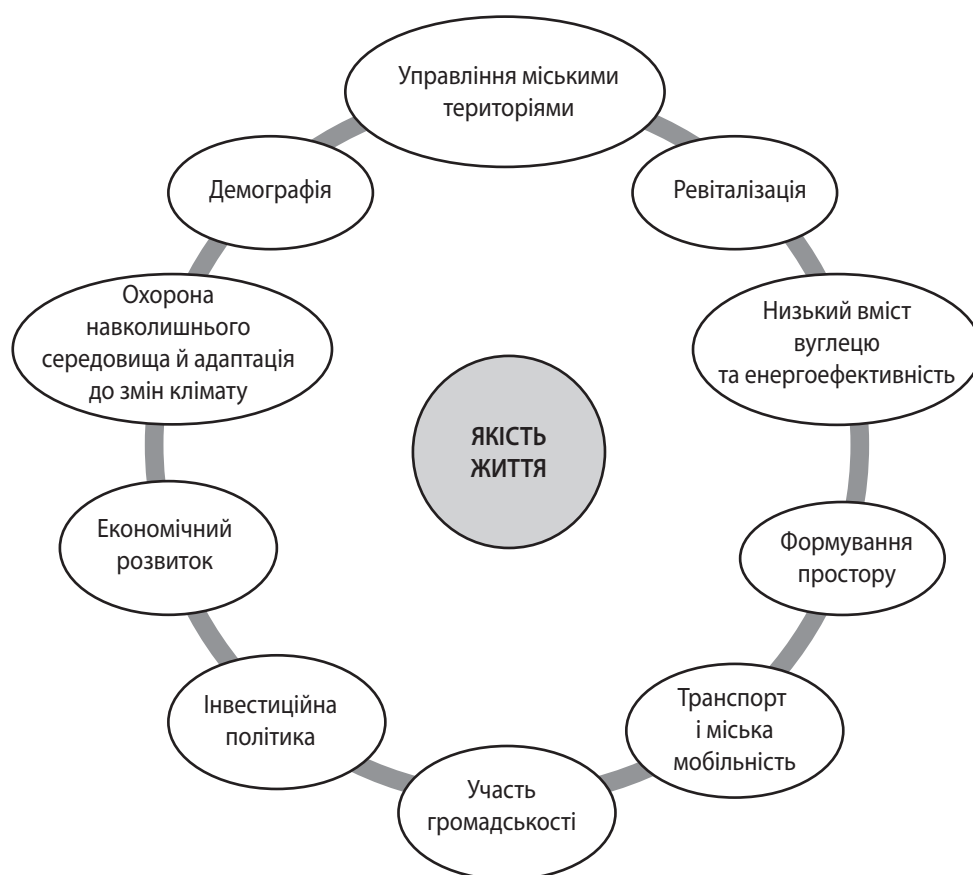 Управління міськими
територіями
Демографія
Ревіталізація
Охорона
навколишнього
середовища й адаптація
до змін клімату
Низький вміст
вуглецю
та енергоефективність
ЯКІСТЬ
ЖИТТЯ
Економічний
розвиток
Формування
простору
Інвестиційна
політика
Транспорт
і міська
мобільність
Участь
громадськості